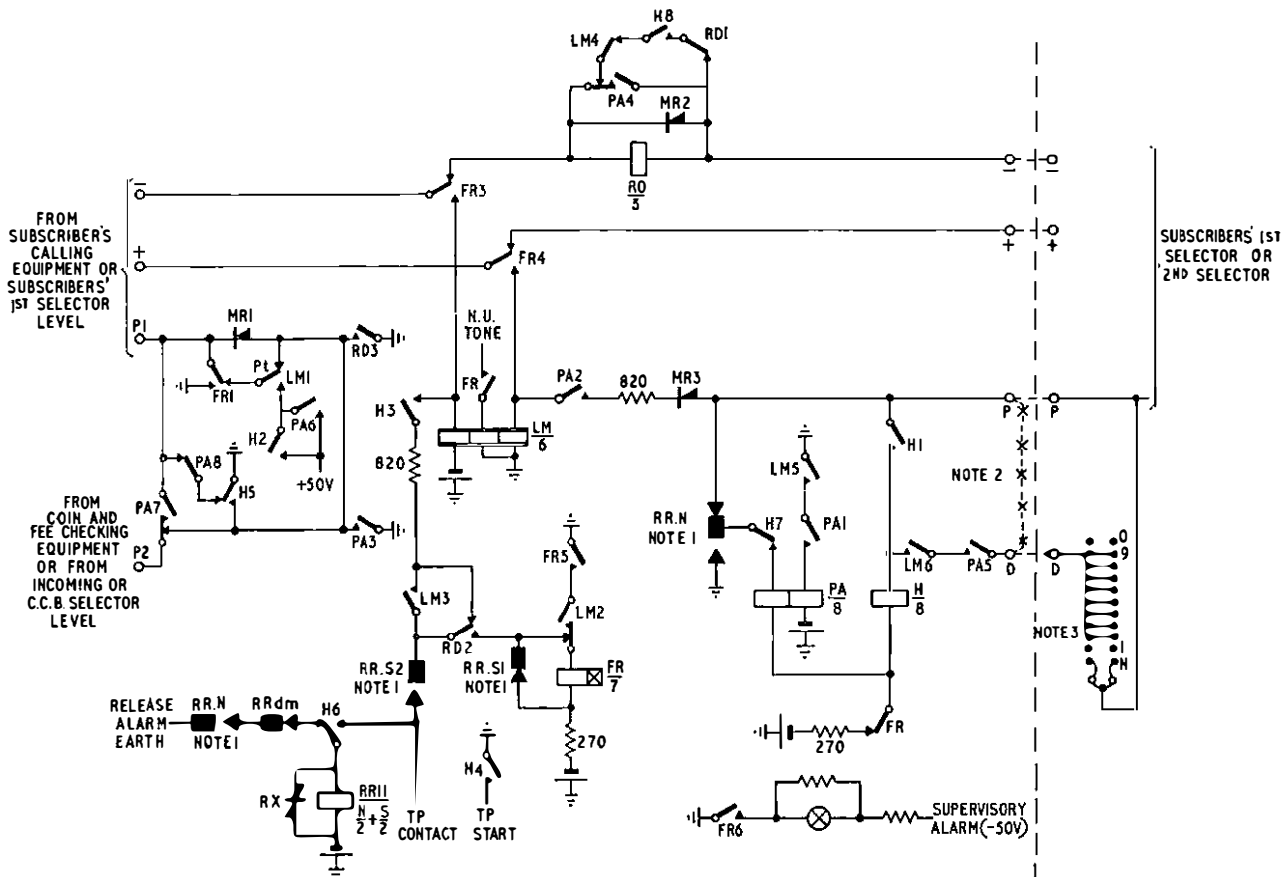 H8
LM4
RD1
PA4
MR2
RO
3
−
FR3
FROM
SUBSCRIBER'S
CALLING
EQUIPMENT OR
SUBSCRIBERS'
1ST SELECTOR
LEVEL
+
FR4
−
−
+
+
SUBSCRIBERS' 1ST
SELECTOR OR
2ND SELECTOR
P1
MR1
RD3
N.U.
TONE
Pt
LM1
FR1
FR
PA2
820
MR3
P
P
H3
H2
PA6
+50V
LM
6
820
H1
NOTE 2
PA8
H5
PA7
LM5
FROM
COIN AND
FEE CHECKING
EQUIPMENT
OR FROM
INCOMING OR
C.C.B. SELECTOR
LEVEL
P2
PA3
RR.N
NOTE 1
H7
PA1
LM6
PA5
D
D
0
9
FR5
LM3
LM2
PA
8
H
8
NOTE 3
1
N
RD2
RR.S2
NOTE 1
RR.S1
NOTE 1
FR
7
RELEASE
ALARM
EARTH
RR.N
NOTE 1
RRdm
H6
270
FR
270
H4
RX
RR11
N + S
2 2
TP
CONTACT
TP
START
FR6
SUPERVISORY
ALARM (-50V)